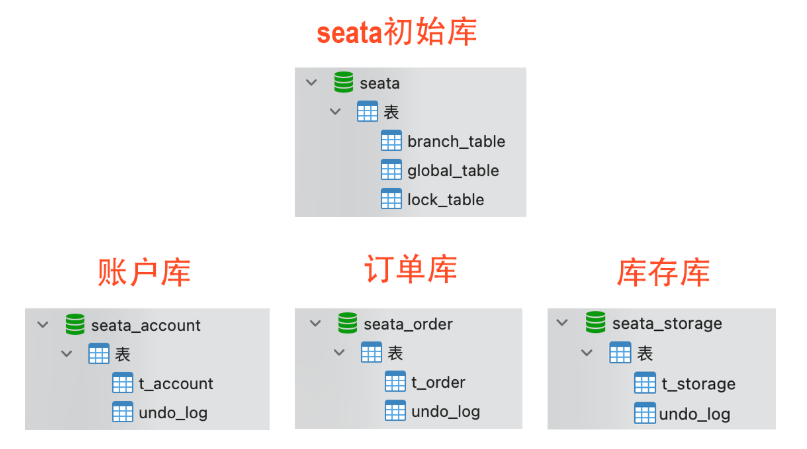 seata初始库
seata
表
branch_table
global_table
lock_table
账户库
seata_account
表
t_account
undo_log
订单库
seata_order
表
t_order
undo_log
库存库
seata_storage
表
t_storage
undo_log